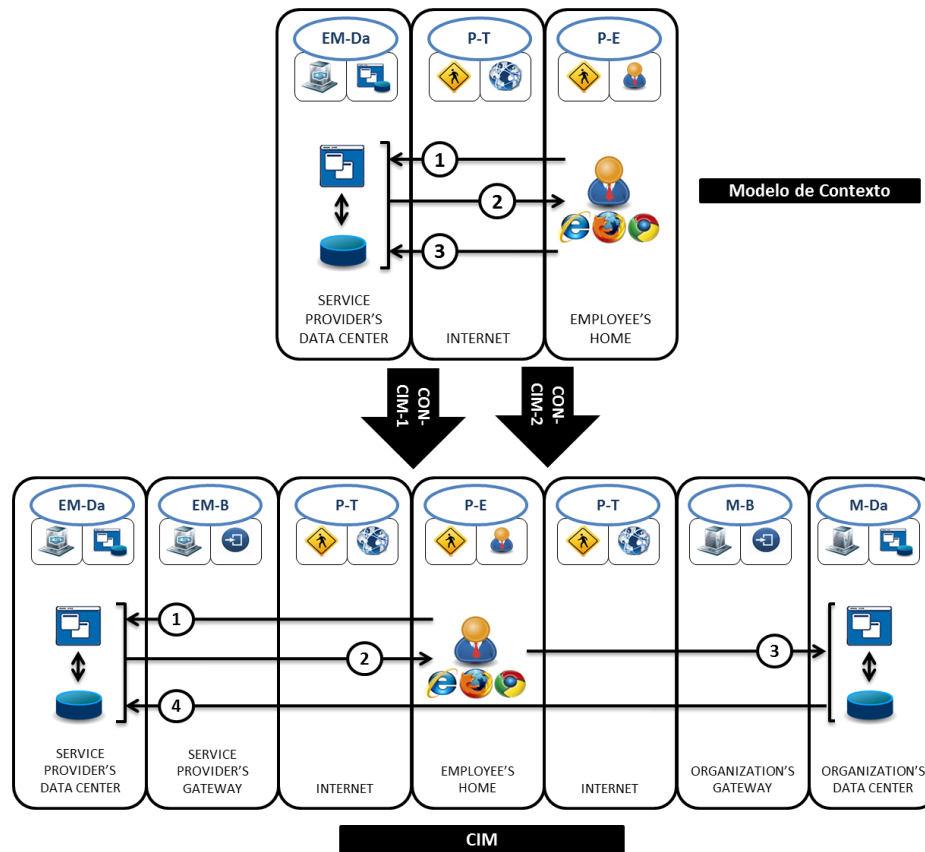 EM-Da
P-T
P-E
1
2
3
SERVICE
PROVIDER'S
DATA CENTER
INTERNET
EMPLOYEE'S
HOME
Modelo de Contexto
CON-
CIM-1
CON-
CIM-2
EM-Da
EM-B
P-T
P-E
P-T
M-B
M-Da
1
2
3
4
SERVICE
PROVIDER'S
DATA CENTER
SERVICE
PROVIDER'S
GATEWAY
INTERNET
EMPLOYEE'S
HOME
INTERNET
ORGANIZATION'S
GATEWAY
ORGANIZATION'S
DATA CENTER
CIM